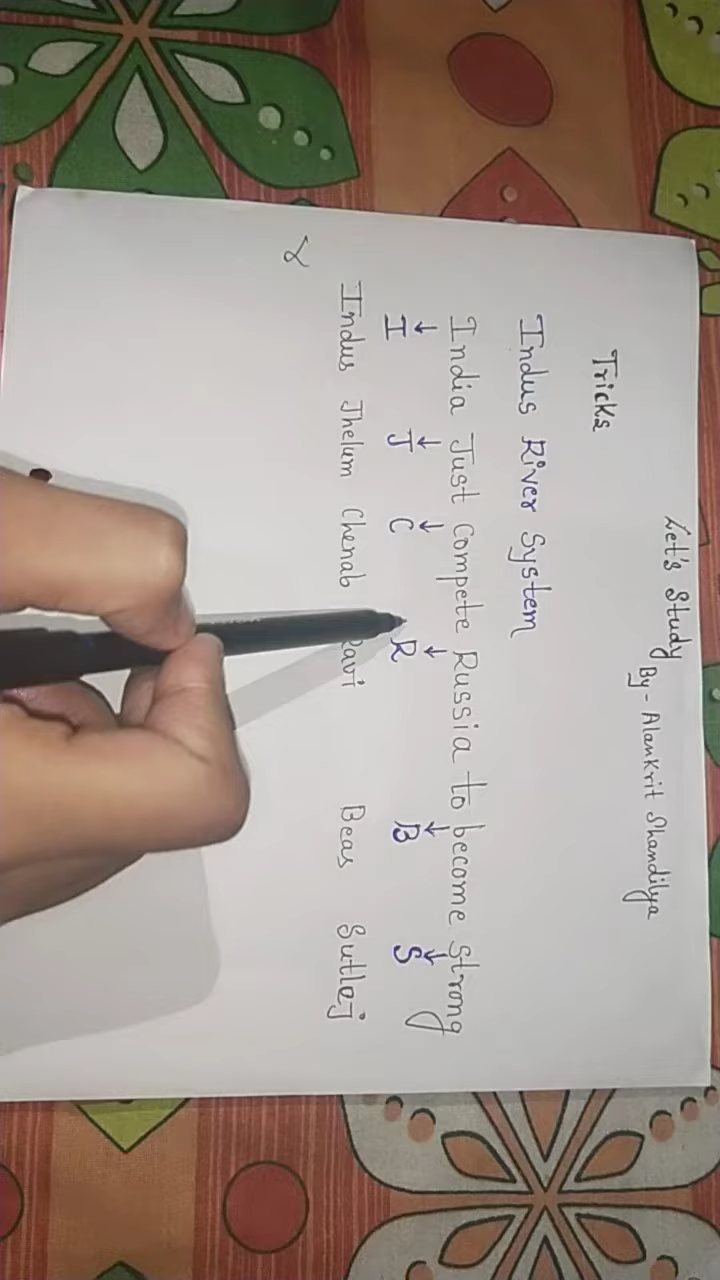 Let's Study
By - Alankrit Shandilya
Tricks
Indus River System
India Just Compete Russia to become strong
↓ ↓ ↓ ↓ ↓ ↓
I J C R B S
Indus Jhelum Chenab Ravi Beas Sutlej